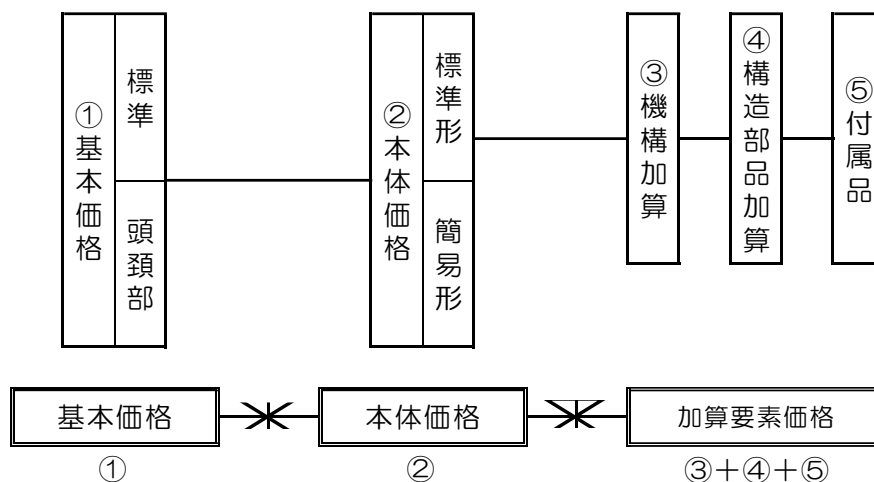 ①基本価格
標準
頭頚部
②本体価格
標準形
簡易形
③機構加算
④構造部品加算
⑤付属品
基本価格
本体価格
加算要素価格
①
②
③＋④＋⑤